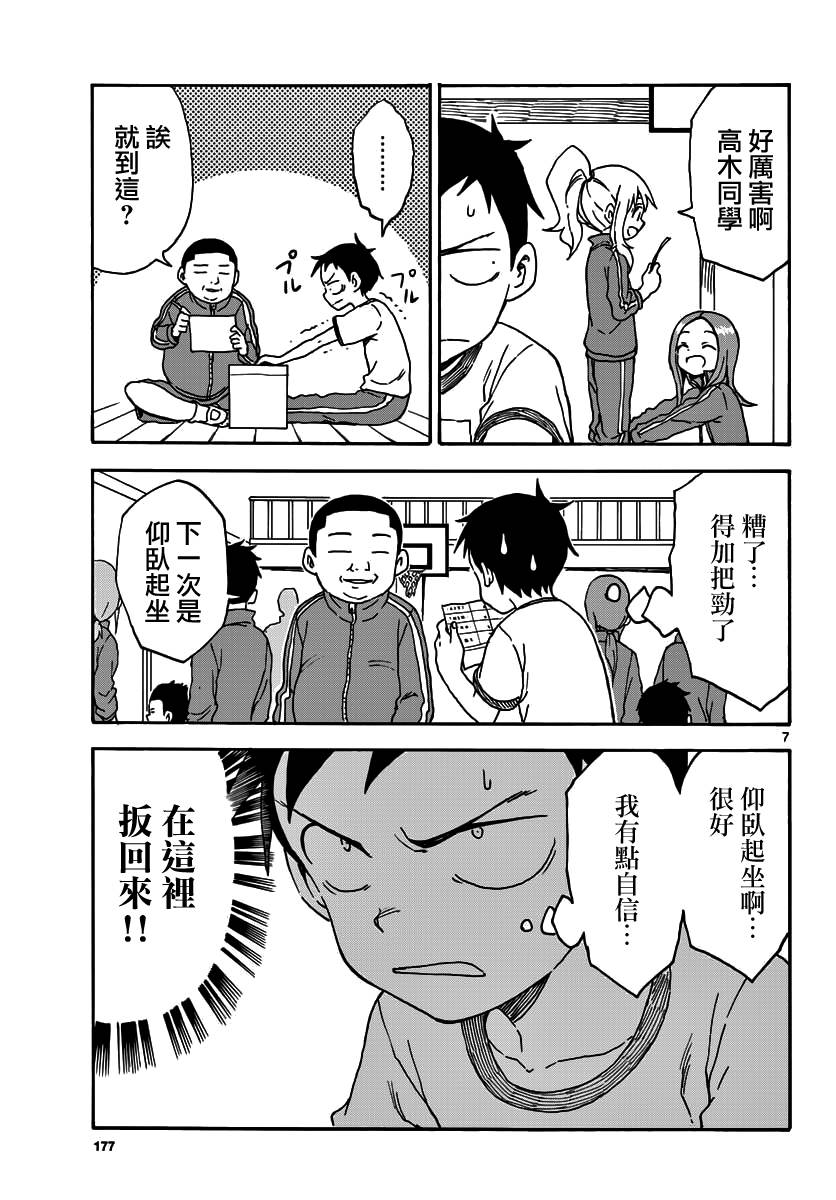 好厲害啊
高木同學
⋯⋯⋯
プル
プル
誒
就到這？
糟了⋯
得加把勁了
下一次是
仰臥起坐
7
仰臥起坐啊⋯
很好
我有點自信⋯
在這裡
扳回來!!
177